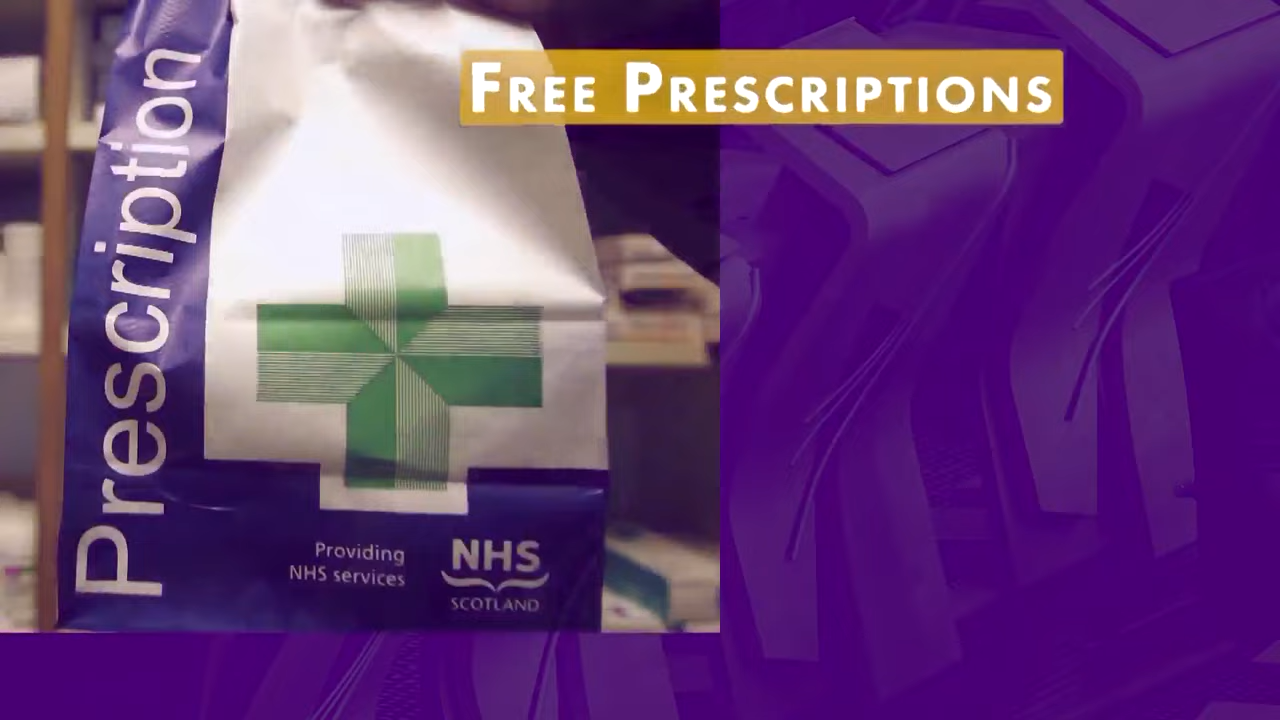 FREE PRESCRIPTIONS
Prescription
Providing
NHS services
NHS
SCOTLAND